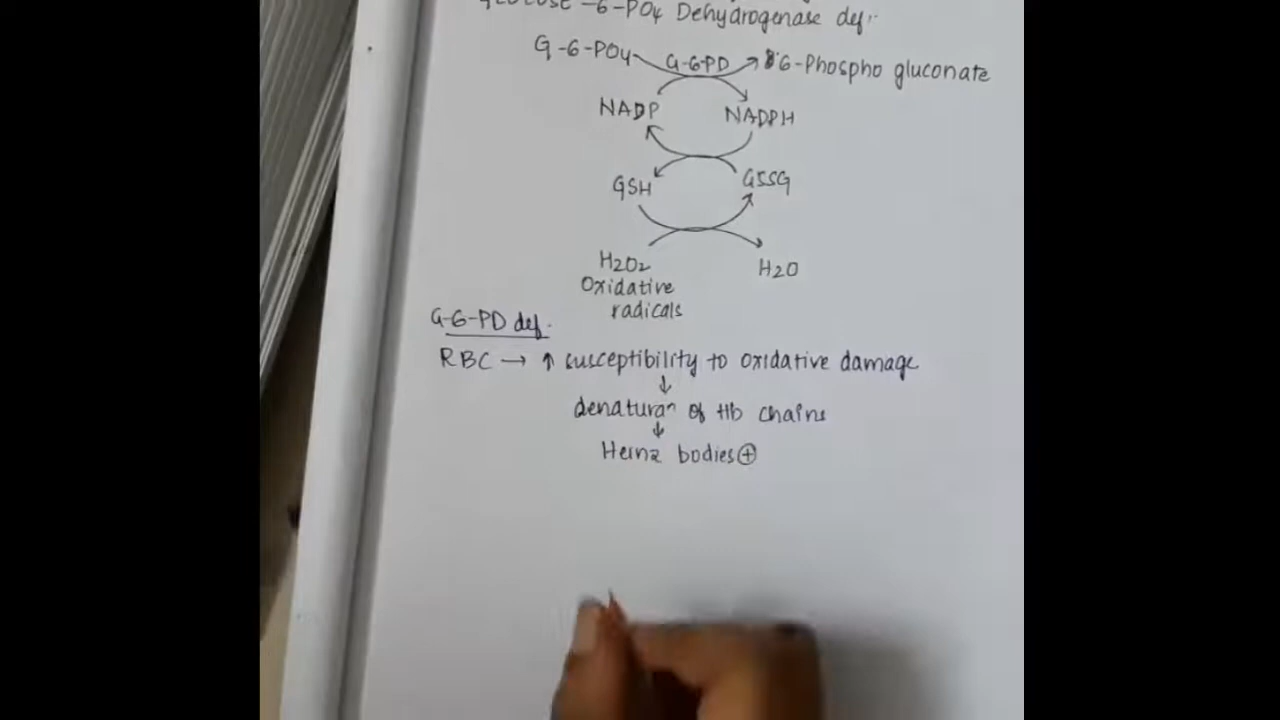 Glucose-6-PO4 Dehydrogenase def:-
G-6-PO4 G-6-PD 6-Phospho gluconate
NADP NADPH
GSH GSSG
H2O2 H2O
Oxidative
radicals
G-6-PD def.
RBC → ↑ susceptibility to oxidative damage
↓
denaturan of Hb chains
↓
Heinz bodies ⊕